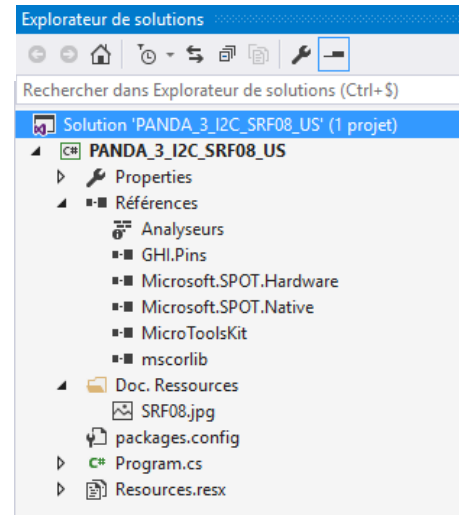 Explorateur de solutions
Rechercher dans Explorateur de solutions (Ctrl+$)
Solution 'PANDA_3_I2C_SRF08_US' (1 projet)
C# PANDA_3_I2C_SRF08_US
Properties
Références
Analyseurs
GHI.Pins
Microsoft.SPOT.Hardware
Microsoft.SPOT.Native
MicroToolsKit
mscorlib
Doc. Ressources
SRF08.jpg
packages.config
C# Program.cs
Resources.resx